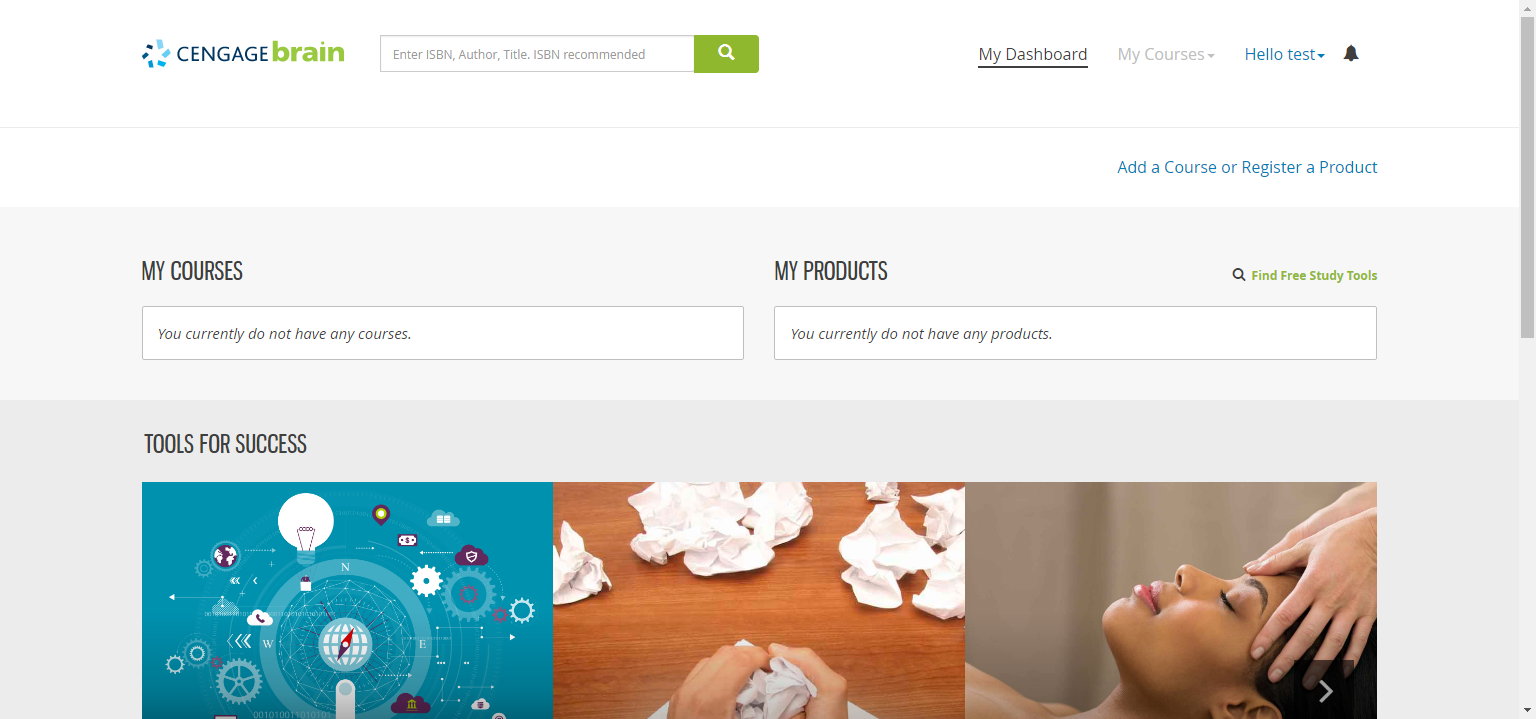 CENGAGEbrain
Enter ISBN, Author, Title. ISBN recommended
My Dashboard
My Courses
Hello test
Add a Course or Register a Product
MY COURSES
MY PRODUCTS
Find Free Study Tools
You currently do not have any courses.
You currently do not have any products.
TOOLS FOR SUCCESS
N
W
E